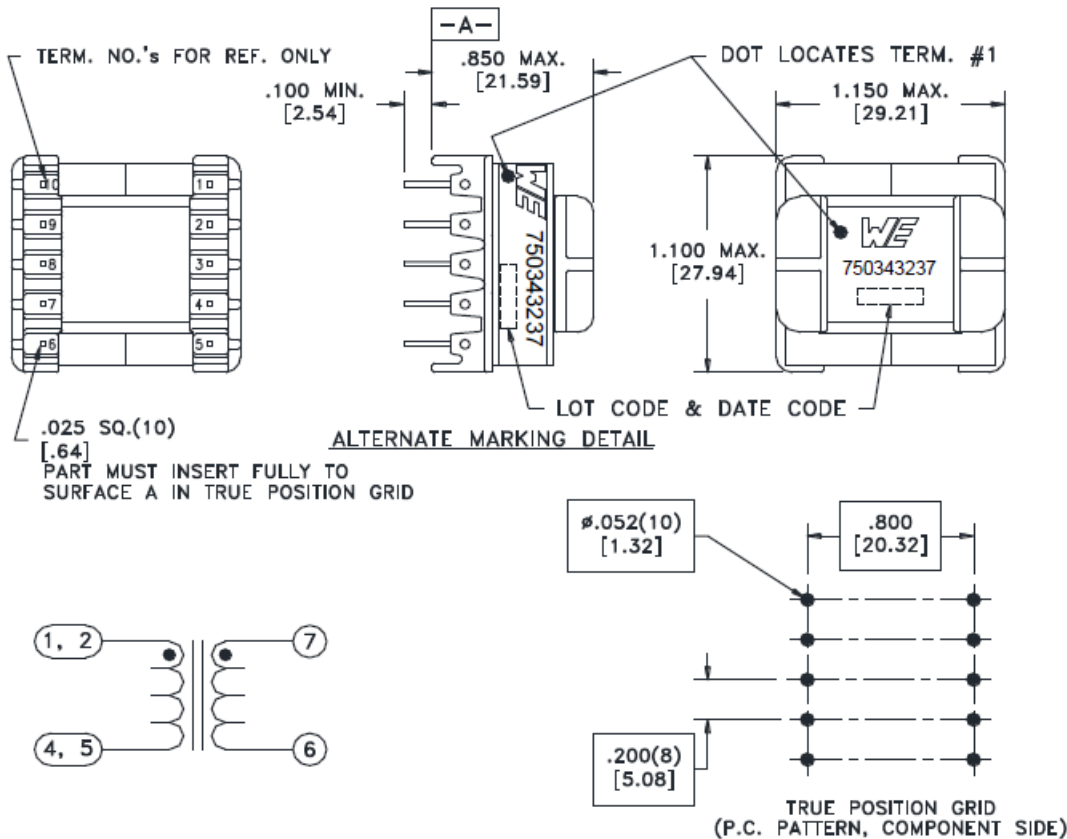 -A-
TERM. NO.'s FOR REF. ONLY
.850 MAX.
[21.59]
DOT LOCATES TERM. #1
.100 MIN.
[2.54]
1.150 MAX.
[29.21]
10
1
9
2
8
3
7
4
6
5
WE
750343237
1.100 MAX.
[27.94]
WE
750343237
LOT CODE & DATE CODE
.025 SQ.(10)
[.64]
PART MUST INSERT FULLY TO
SURFACE A IN TRUE POSITION GRID
ALTERNATE MARKING DETAIL
ø.052(10)
[1.32]
.800
[20.32]
1, 2
7
4, 5
6
.200(8)
[5.08]
TRUE POSITION GRID
(P.C. PATTERN, COMPONENT SIDE)